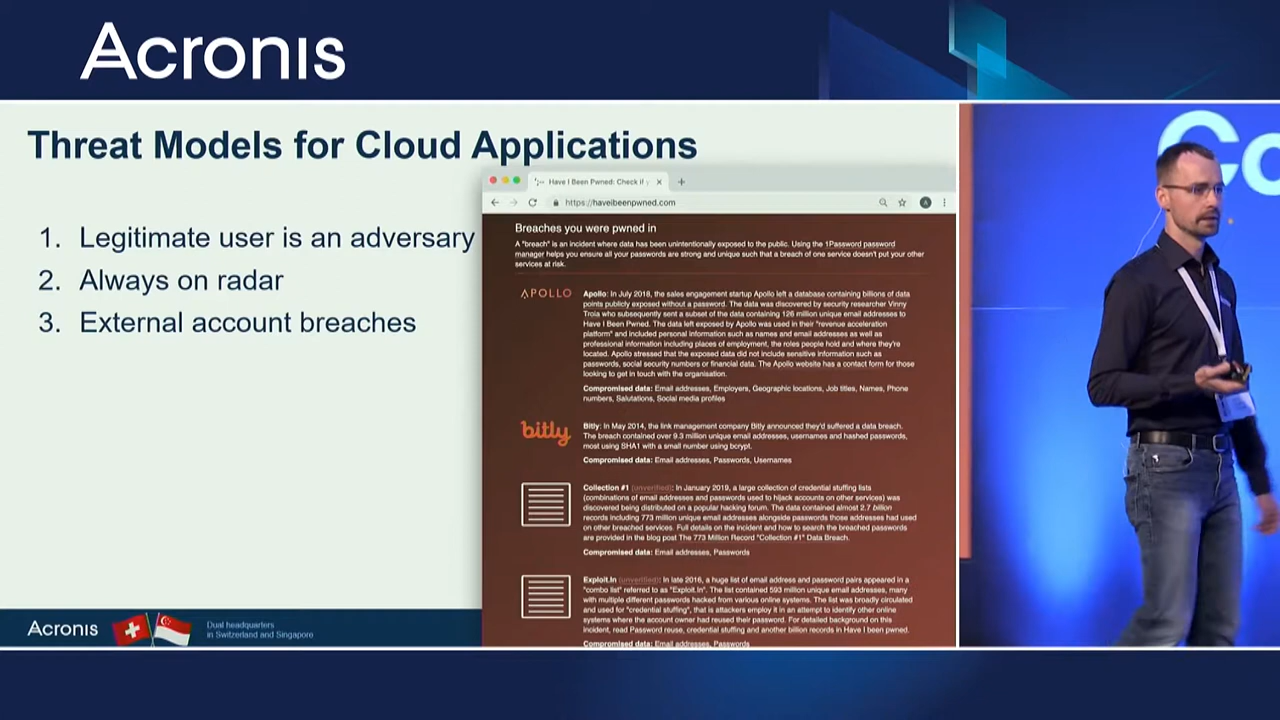 Acronis
Threat Models for Cloud Applications
1. Legitimate user is an adversary
2. Always on radar
3. External account breaches
Have I Been Pwned: Check if y
https://haveibeenpwned.com
Breaches you were pwned in
A "breach" is an incident where data has been unintentionally exposed to the public. Using the 1Password password
manager helps you ensure all your passwords are strong and unique such that a breach of one service doesn't put your other
services at risk.
APOLLO
Apollo: In July 2018, the sales engagement startup Apollo left a database containing billions of data
points publicly exposed without a password. The data was discovered by security researcher Vinny
Troia who subsequently sent a subset of the data containing 126 million unique email addresses to
Have I Been Pwned. The data left exposed by Apollo was used in their "revenue acceleration
platform" and included personal information such as names and email addresses as well as
professional information including places of employment, the roles people hold and where they're
located. Apollo stressed that the exposed data did not include sensitive information such as
passwords, social security numbers or financial data. The Apollo website has a contact form for those
looking to get in touch with the organisation.
Compromised data: Email addresses, Employers, Geographic locations, Job titles, Names, Phone
numbers, Salutations, Social media profiles
bitly
Bitly: In May 2014, the link management company Bitly announced they'd suffered a data breach.
The breach contained over 9.3 million unique email addresses, usernames and hashed passwords,
most using SHA1 with a small number using bcrypt.
Compromised data: Email addresses, Passwords, Usernames
Collection #1 (unverified): In January 2019, a large collection of credential stuffing lists
(combinations of email addresses and passwords used to hijack accounts on other services) was
discovered being distributed on a popular hacking forum. The data contained almost 2.7 billion
records including 773 million unique email addresses alongside passwords those addresses had used
on other breached services. Full details on the incident and how to search the breached passwords
are provided in the blog post The 773 Million Record "Collection #1" Data Breach.
Compromised data: Email addresses, Passwords
Exploit.In (unverified): In late 2016, a huge list of email address and password pairs appeared in a
"combo list" referred to as "Exploit.In". The list contained 593 million unique email addresses, many
with multiple different passwords hacked from various online systems. The list was broadly circulated
and used for "credential stuffing", that is attackers employ it in an attempt to identify other online
systems where the account owner had reused their password. For detailed background on this
incident, read Password reuse, credential stuffing and another billion records in Have I been pwned.
Compromised data: Email addresses, Passwords
Acronis
Dual headquarters
in Switzerland and Singapore
Co